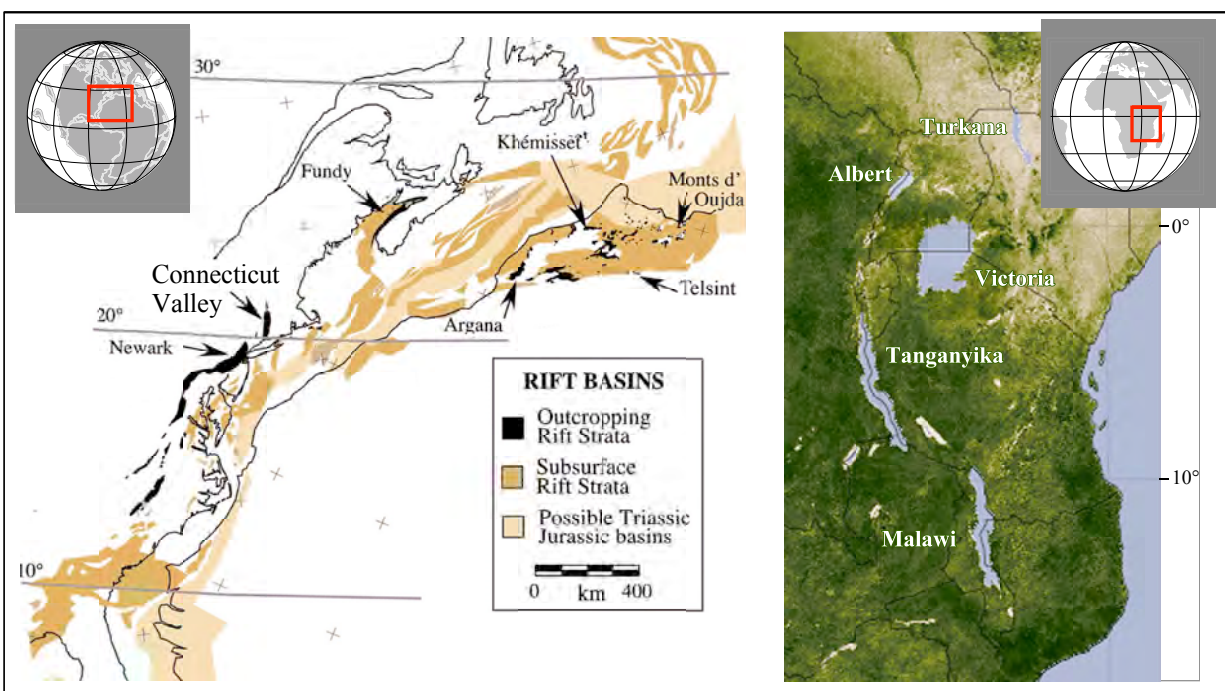 30°
Khémisset
Fundy
Monts d'
Oujda
Connecticut
Valley
Telsint
20°
Argana
Newark
RIFT BASINS
Outcropping
Rift Strata
Subsurface
Rift Strata
Possible Triassic
Jurassic basins
0 km 400
10°
Turkana
Albert
0°
Victoria
Tanganyika
10°
Malawi